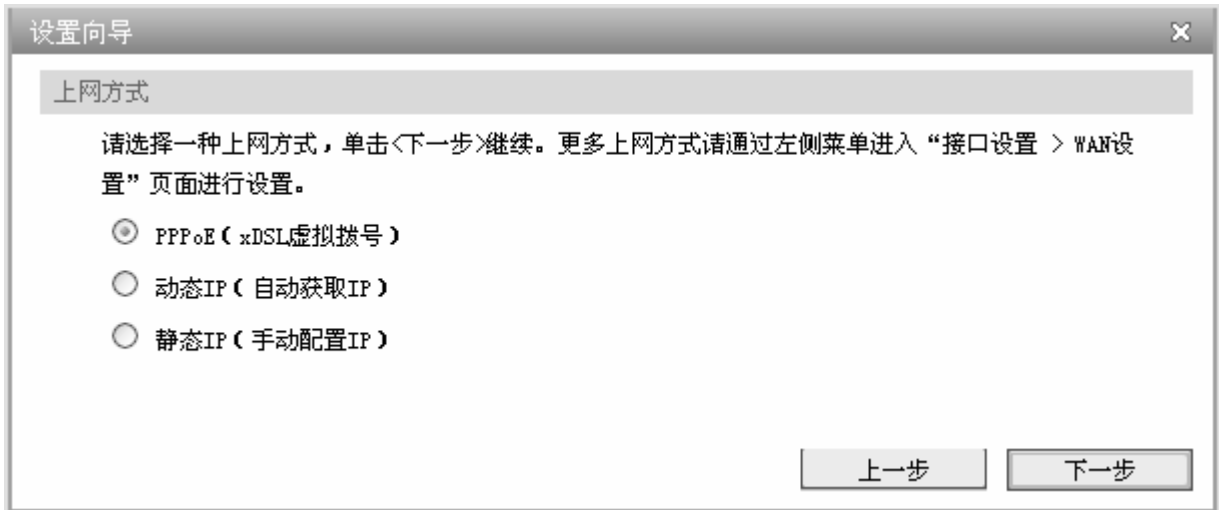 设置向导
上网方式
请选择一种上网方式，单击<下一步>继续。更多上网方式请通过左侧菜单进入“接口设置 > WAN设
置”页面进行设置。
PPPoE(xDSL虚拟拨号)
动态IP(自动获取IP)
静态IP(手动配置IP)
上一步 下一步